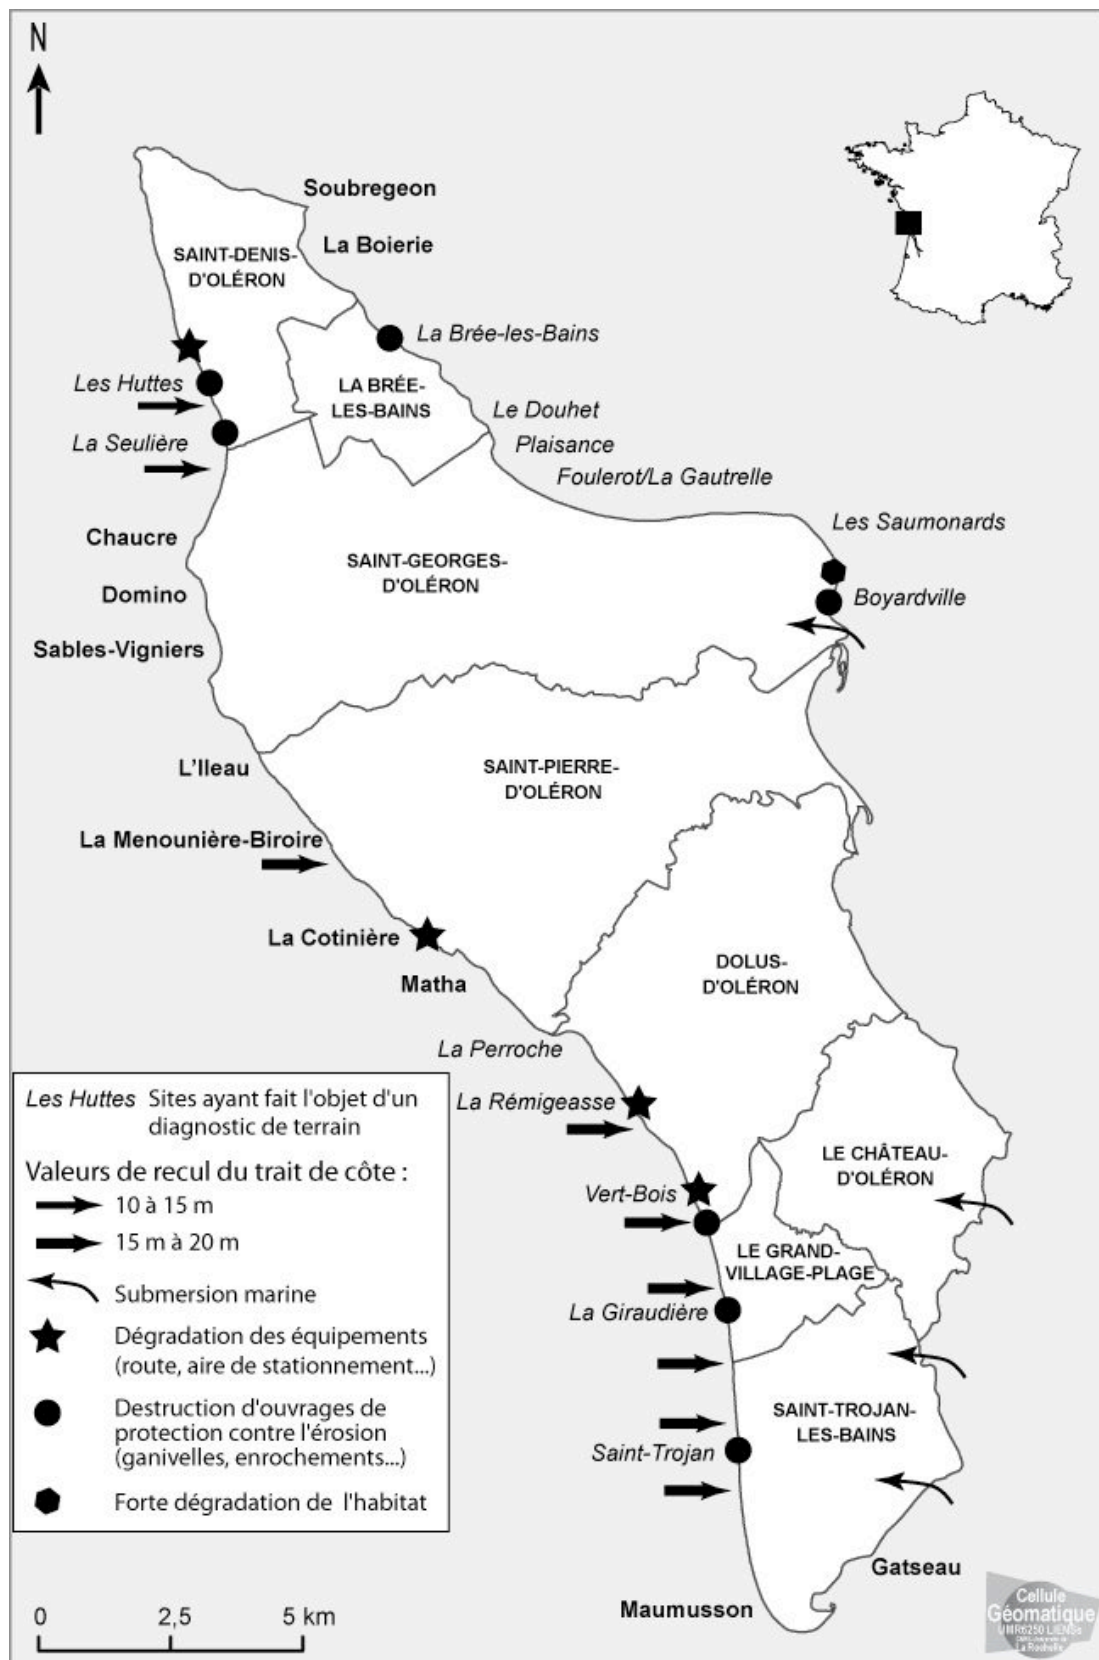 N
Soubregeon
La Boierie
SAINT-DENIS-
D'OLÉRON
La Brée-les-Bains
Les Huttes
LA BRÉE-
LES-BAINS
Le Douhet
La Seulière
Plaisance
Foulerot/La Gautrelle
Les Saumonards
Chaucre
SAINT-GEORGES-
D'OLÉRON
Domino
Boyardville
Sables-Vigniers
L'Ileau
SAINT-PIERRE-
D'OLÉRON
La Menounière-Biroire
La Cotinière
DOLUS-
D'OLÉRON
Matha
La Perroche
La Rémigeasse
LE CHÂTEAU-
D'OLÉRON
Vert-Bois
LE GRAND-
VILLAGE-PLAGE
La Giraudière
SAINT-TROJAN-
LES-BAINS
Saint-Trojan
Gatseau
Maumusson
Les Huttes Sites ayant fait l'objet d'un
diagnostic de terrain
Valeurs de recul du trait de côte :
10 à 15 m
15 m à 20 m
Submersion marine
Dégradation des équipements
(route, aire de stationnement...)
Destruction d'ouvrages de
protection contre l'érosion
(ganivelles, enrochements...)
Forte dégradation de l'habitat
0 2,5 5 km
Cellule
Géomatique
UMR6250 LIENSs
La Rochelle